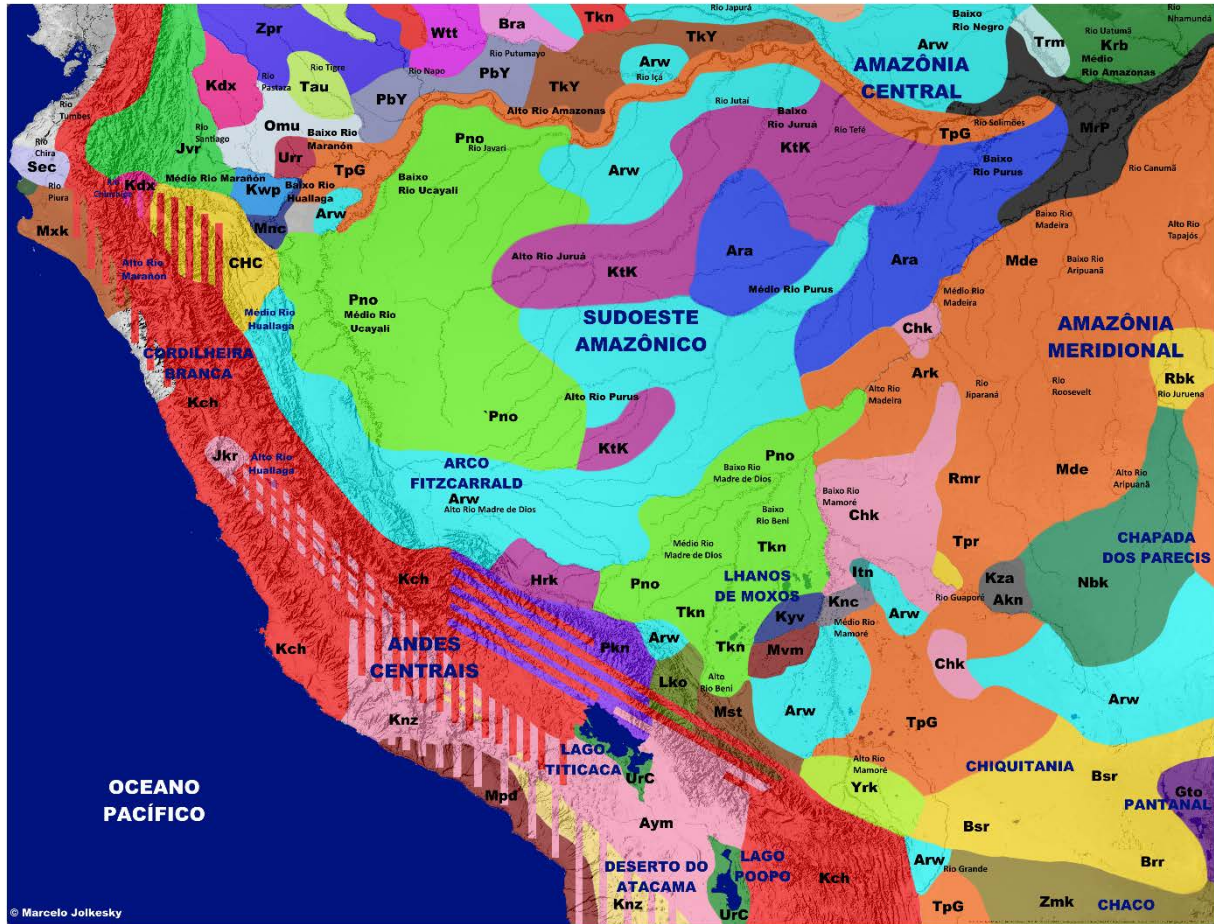 Zpr
Wtt
Bra
Tkn
Rio Japurá
Baixo
Rio Negro
Arw
Trm
Rio
Uatumã
Krb
Médio
Rio Amazonas
Rio
Nhamundá
Kdx
Rio
Pastaza
Rio Tigre
Tau
Rio Napo
Rio Putumayo
PbY
PbY
TkY
TkY
Alto Rio Amazonas
Arw
Rio Içá
AMAZÔNIA
CENTRAL
Rio
Tumbes
Rio
Chira
Sec
Rio
Piura
Mxk
Rio
Santiago
Jvr
Médio Rio Marañón
Omu
Baixo Rio
Maranón
Urr
TpG
Kwp
Baixo Rio
Huallaga
Arw
Mnc
Kdx
CHC
Alto Rio
Marañón
Médio Rio
Huallaga
Pno
Rio Javari
Baixo
Rio Ucayali
Arw
Rio Jutaí
Baixo
Rio Juruá
Rio Tefé
KtK
TpG
Rio Solimões
MrP
Baixo
Rio Purus
Rio Canumã
Baixo Rio
Madeira
Alto Rio
Tapajós
Mde
Baixo Rio
Aripuanã
Ara
Ara
Médio Rio Purus
Alto Rio Juruá
KtK
Pno
Médio Rio
Ucayali
SUDOESTE
AMAZÔNICO
Médio Rio
Madeira
Chk
AMAZÔNIA
MERIDIONAL
Ark
Alto Rio
Madeira
Rio
Jiparaná
Rio
Roosevelt
Rbk
Rio Juruena
CORDILHEIRA
BRANCA
Kch
Jkr
Alto Rio
Huallaga
`Pno
Alto Rio Purus
KtK
ARCO
FITZCARRALD
Arw
Alto Rio Madre de Dios
Pno
Baixo Rio
Madre de Dios
Baixo
Rio Beni
Tkn
Médio Rio
Madre de Dios
Baixo Rio
Mamoré
Chk
Rmr
Mde
Alto Rio
Aripuanã
Tpr
CHAPADA
DOS PARECIS
Nbk
Kza
Akn
Kch
Hrk
Pno
Tkn
LHANOS
DE MOXOS
Itn
Knc
Kyv
Médio Rio
Mamoré
Arw
Rio Guaporé
Kch
ANDES
CENTRAIS
Pkn
Arw
Tkn
Mvm
Chk
Lko
Alto
Rio Beni
Mst
Arw
Arw
TpG
Knz
LAGO
TITICACA
UrC
Mpd
Aym
Alto Rio
Mamoré
Yrk
CHIQUITANIA
Bsr
Gto
PANTANAL
Bsr
OCEANO
PACÍFICO
Brr
LAGO
POOPO
UrC
Kch
Arw
Rio Grande
DESERTO DO
ATACAMA
Knz
TpG
Zmk
CHACO
© Marcelo Jolkesky